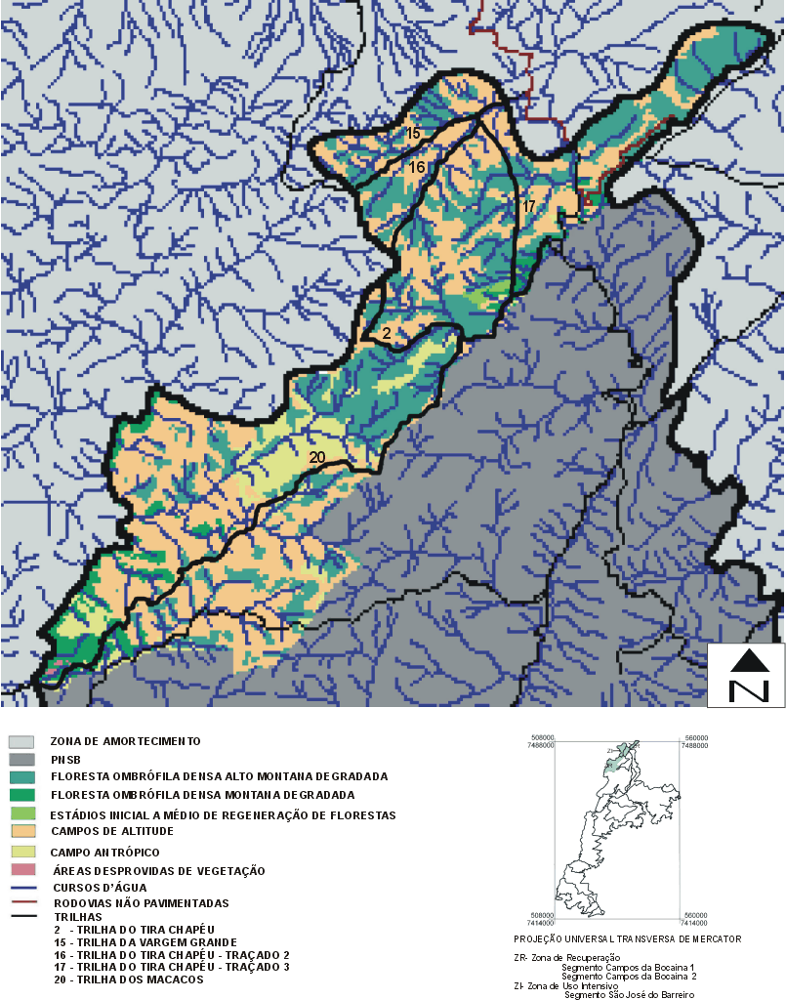 15
16
17
2
20
N
ZONA DE AMORTECIMENTO
PNSB
FLORESTA OMBRÓFILA DENSA ALTO MONTANA DEGRADADA
FLORESTA OMBRÓFILA DENSA MONTANA DEGRADADA
ESTÁDIOS INICIAL A MÉDIO DE REGENERAÇÃO DE FLORESTAS
CAMPOS DE ALTITUDE
CAMPO ANTRÓPICO
ÁREAS DESPROVIDAS DE VEGETAÇÃO
CURSOS D'ÁGUA
RODOVIAS NÃO PAVIMENTADAS
TRILHAS
2 - TRILHA DO TIRA CHAPÉU
15 - TRILHA DA VARGEM GRANDE
16 - TRILHA DO TIRA CHAPÉU - TRAÇADO 2
17 - TRILHA DO TIRA CHAPÉU - TRAÇADO 3
20 - TRILHA DOS MACACOS
508000
7488000
560000
7488000
ZI
508000
7414000
560000
7414000
PROJEÇÃO UNIVERSAL TRANSVERSA DE MERCATOR
ZR- Zona de Recuperação
Segmento Campos da Bocaina 1
Segmento Campos da Bocaina 2
ZI- Zona de Uso Intensivo
Segmento São José do Barreiro